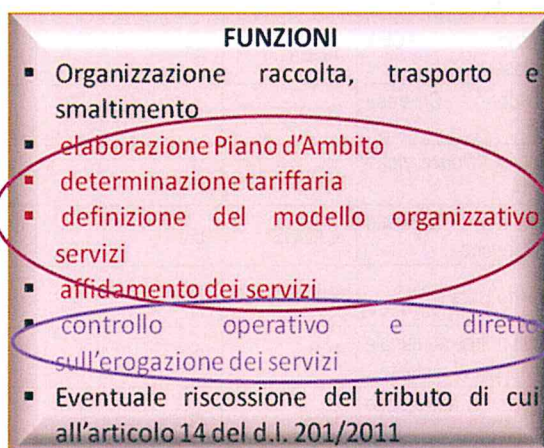 FUNZIONI
▪ Organizzazione raccolta, trasporto e
smaltimento
▪ elaborazione Piano d'Ambito
▪ determinazione tariffaria
▪ definizione del modello organizzativo
servizi
▪ affidamento dei servizi
▪ controllo operativo e diretto
sull'erogazione dei servizi
▪ Eventuale riscossione del tributo di cui
all'articolo 14 del d.l. 201/2011